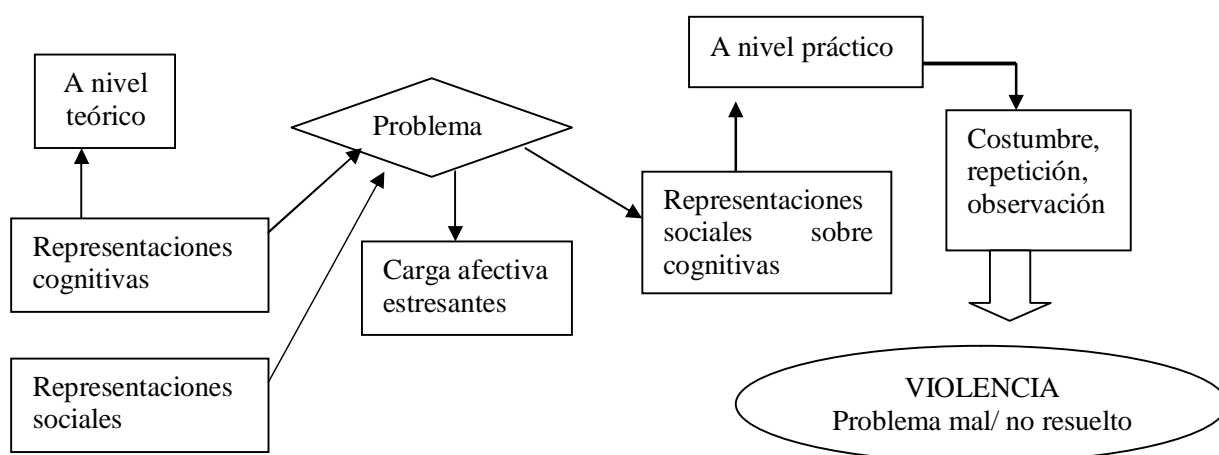 A nivel
teórico
Problema
A nivel práctico
Costumbre,
repetición,
observación
Representaciones
cognitivas
Carga afectiva
estresantes
Representaciones
sociales sobre
cognitivas
Representaciones
sociales
VIOLENCIA
Problema mal/ no resuelto